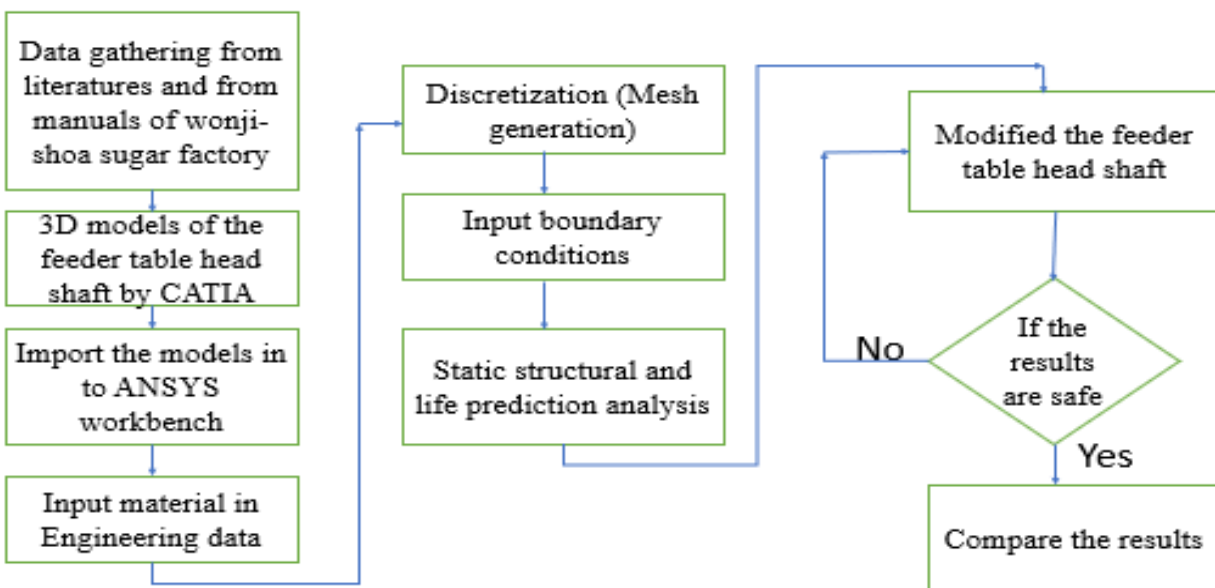 Data gathering from
literatures and from
manuals of wonji-
shoa sugar factory
3D models of the
feeder table head
shaft by CATIA
Import the models in
to ANSYS
workbench
Input material in
Engineering data
Discretization (Mesh
generation)
Input boundary
conditions
Static structural and
life prediction analysis
Modified the feeder
table head shaft
If the
results
are safe
No
Yes
Compare the results